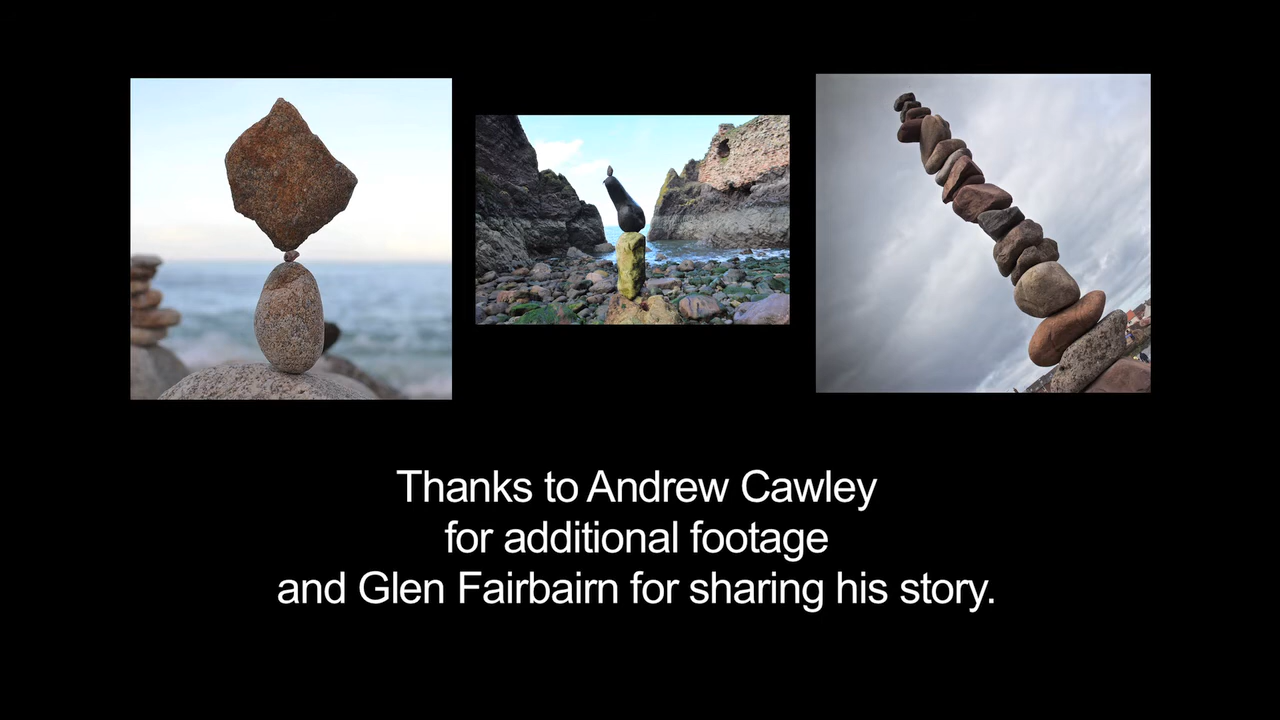 Thanks to Andrew Cawley
for additional footage
and Glen Fairbairn for sharing his story.